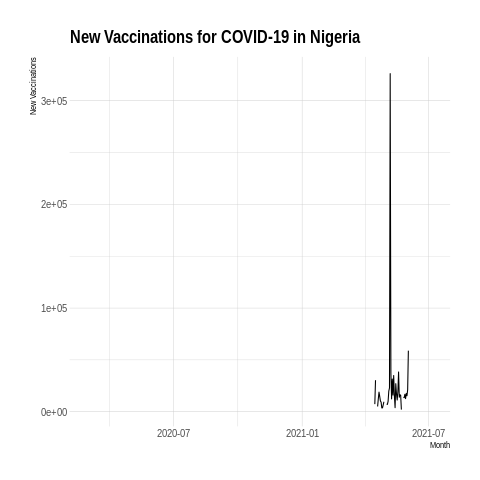 New Vaccinations for COVID-19 in Nigeria
New Vaccinations
3e+05
2e+05
1e+05
0e+00
2020-07
2021-01
2021-07
Month